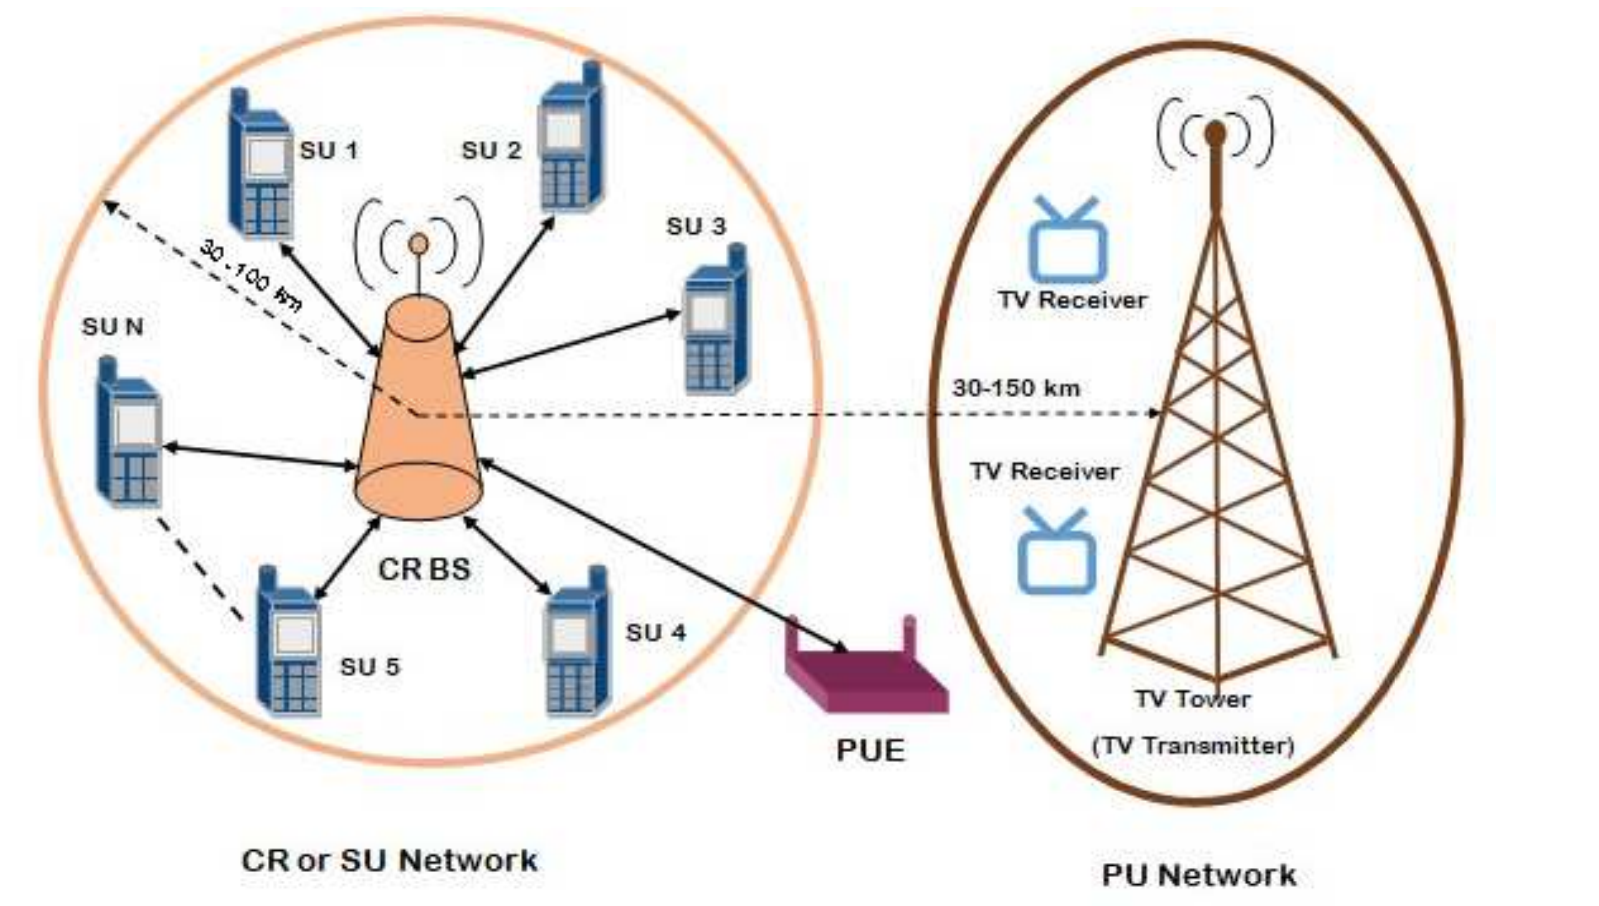 SU 1
SU 2
SU 3
30 -100 km
SU N
TV Receiver
30-150 km
TV Receiver
CR BS
SU 4
SU 5
TV Tower
(TV Transmitter)
PUE
CR or SU Network
PU Network